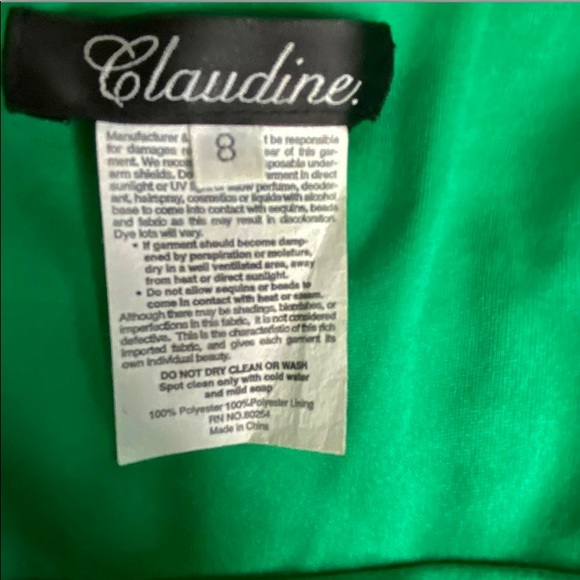 Claudine.
8
Manufacturer & t be responsible
for damages ear of this gar-
ment. We recom sposable under-
arm shields. Do arment in direct
sunlight or UV allow perfume, deoder-
ant, hairspray, cosmetics or liquids with alcohol
base to come into contact with sequins, beads
and fabric as this may result in discoloration.
Dye lots will vary.
• If garment should become damp-
ened by perspiration or moisture,
dry in a well ventilated area, away
from heat or direct sunlight.
• Do not allow sequins or beads to
come in contact with heat or steam.
Although there may be shadings, blemishes, or
imperfections in this fabric, it is not considered
defective. This is the characteristic of this rich
imported fabric, and gives each garment its
own individual beauty.
DO NOT DRY CLEAN OR WASH
Spot clean only with cold water
and mild soap
100% Polyester 100%Polyester Lining
RN NO.80254
Made in China